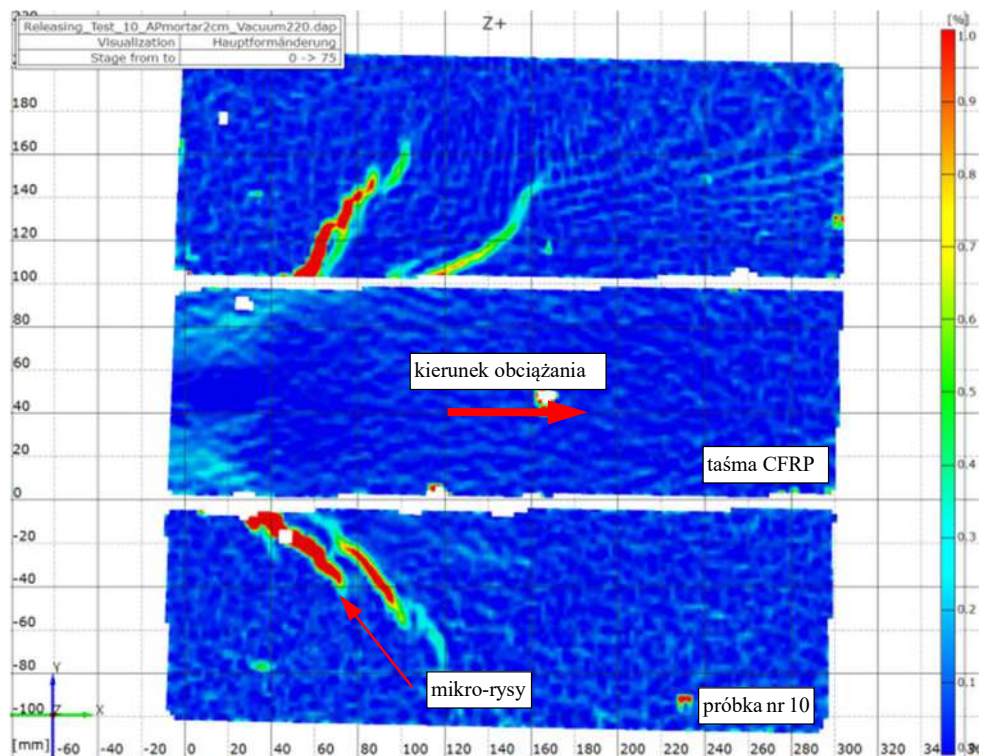 Releasing_Test_10_APmortar2cm_Vacuum220.dap
Visualization Hauptformänderung
Stage from to 0 -> 75
Z+
[%]
1.0
0.9
180
0.8
160
140
0.7
120
100
0.6
80
60
kierunek obciążania
0.5
40
20
taśma CFRP
0.4
0
0.3
-20
-40
0.2
-60
-80
mikro-rysy
próbka nr 10
0.1
-100
Y
Z X
[mm] -60 -40 -20 0 20 40 60 80 100 120 140 160 180 200 220 240 260 280 300